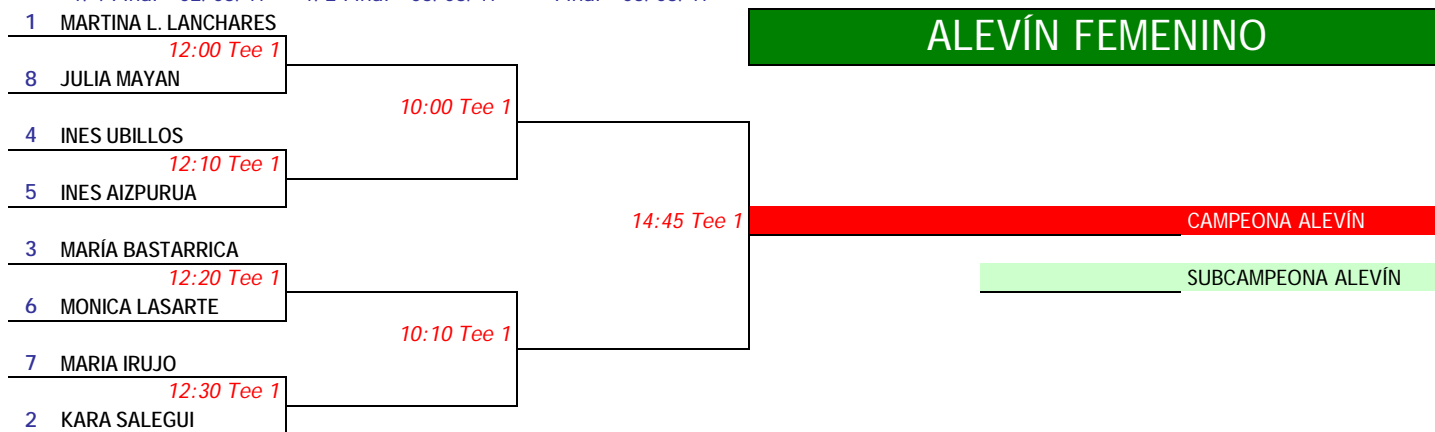 1 MARTINA L. LANCHARES
ALEVÍN FEMENINO
12:00 Tee 1
8 JULIA MAYAN
10:00 Tee 1
4 INES UBILLOS
12:10 Tee 1
5 INES AIZPURUA
14:45 Tee 1
CAMPEONA ALEVÍN
3 MARÍA BASTARRICA
12:20 Tee 1
SUBCAMPEONA ALEVÍN
6 MONICA LASARTE
10:10 Tee 1
7 MARIA IRUJO
12:30 Tee 1
2 KARA SALEGUI